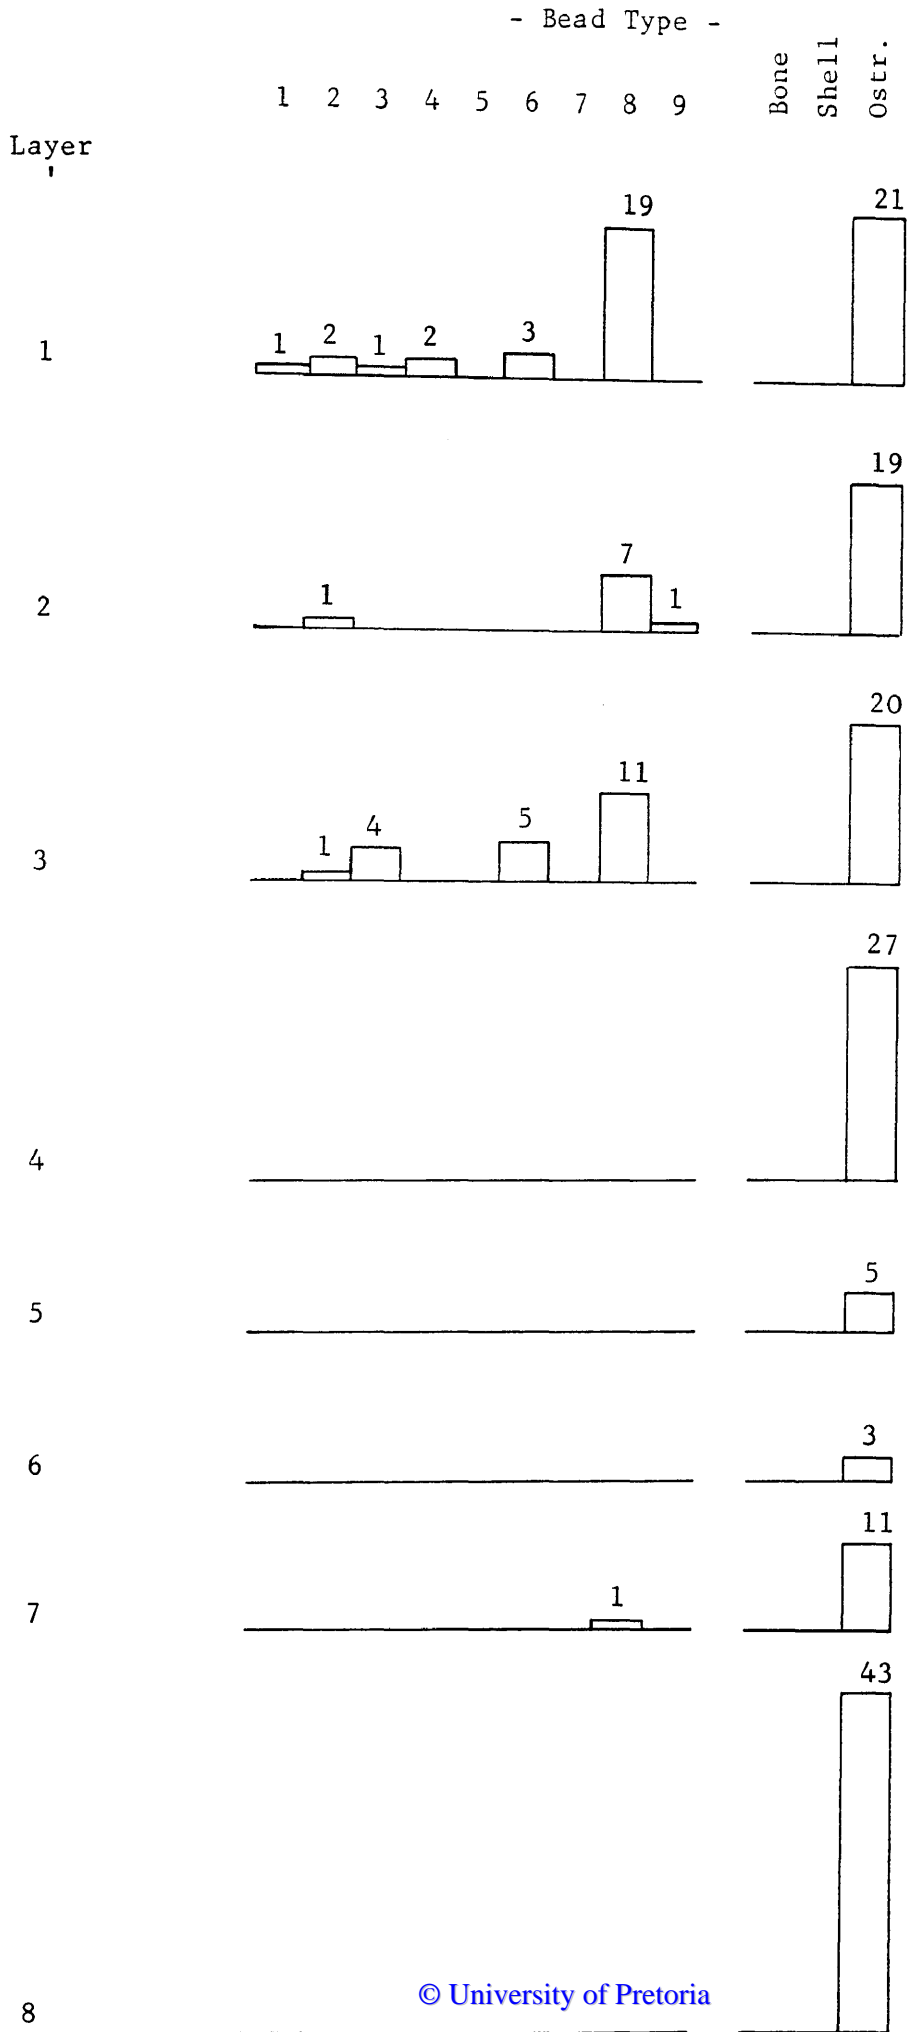 - Bead Type -
1 2 3 4 5 6 7 8 9 Bone Shell Ostr.
Layer
1 1 2 1 2 3 19 21
2 1 7 1 19
3 1 4 5 11 20
4 27
5 5
6 3
7 1 11
8 43
© University of Pretoria